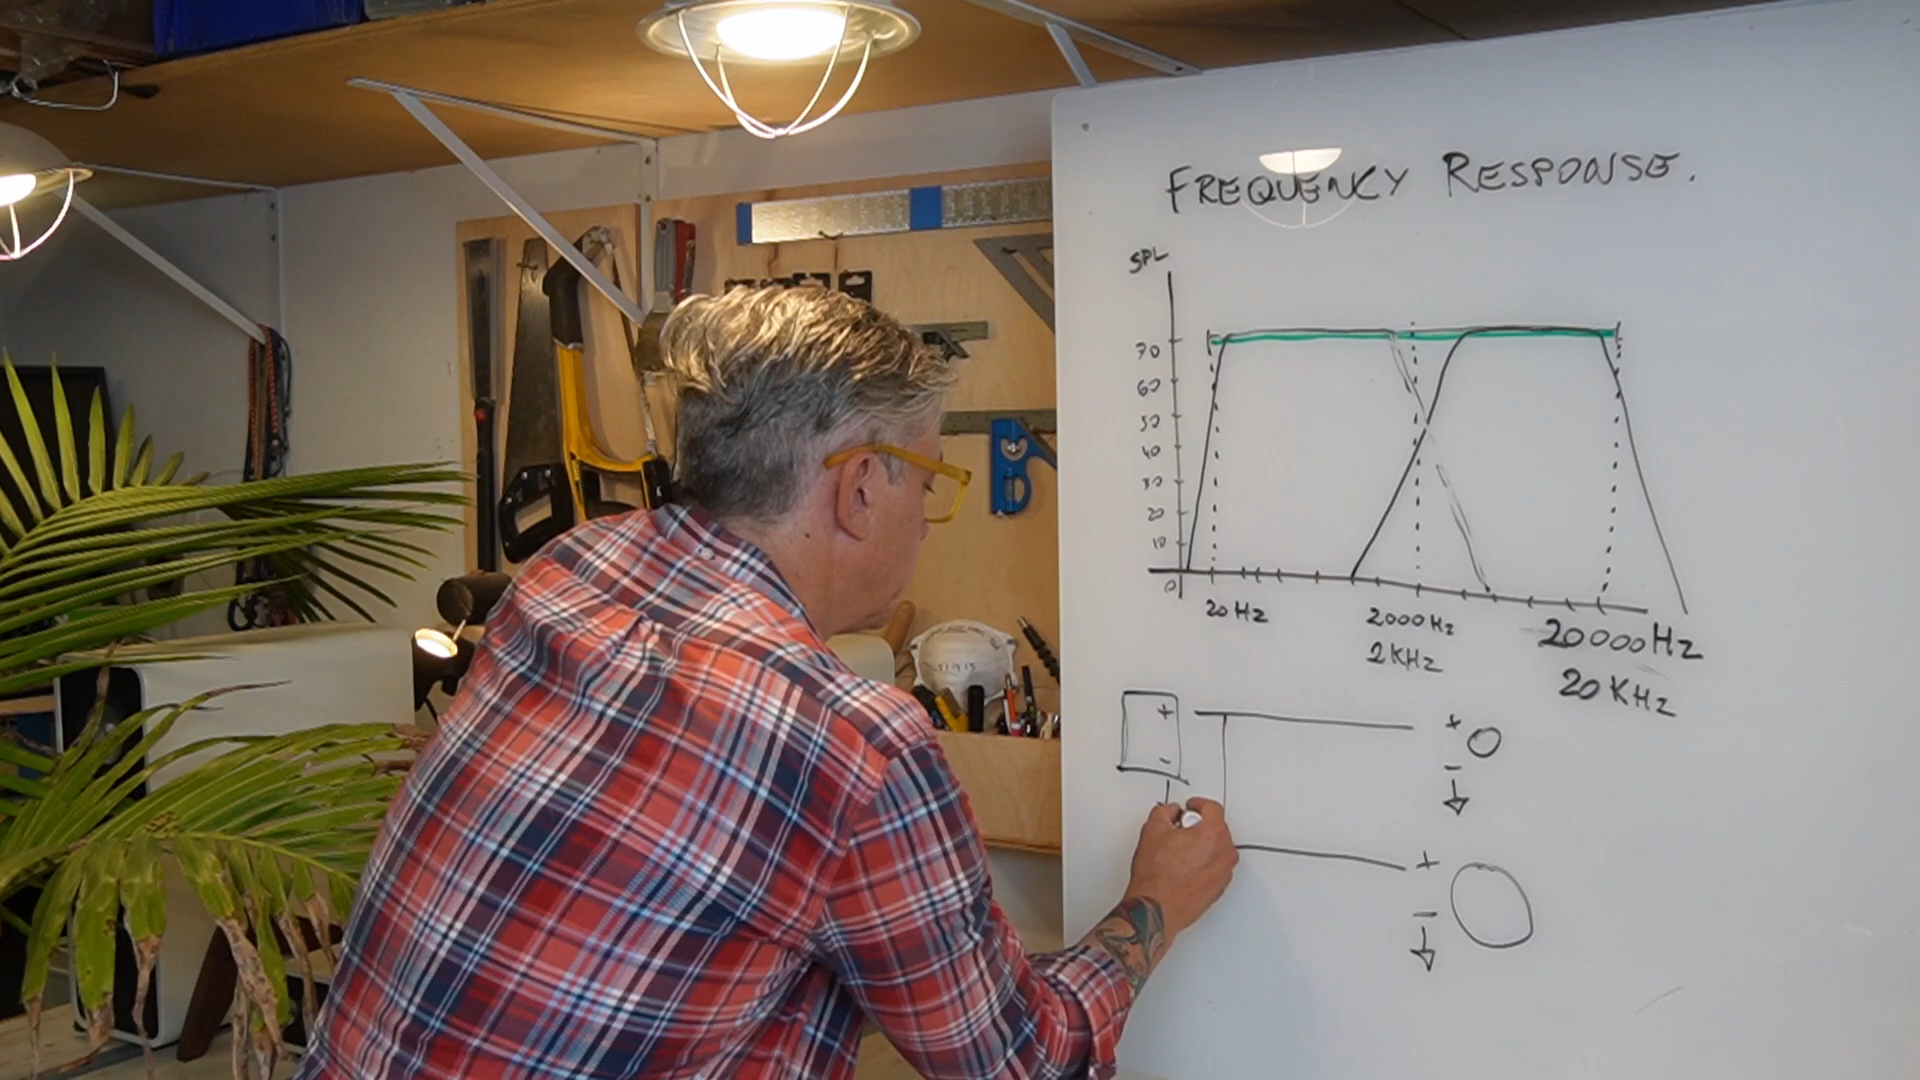 FREQUENCY RESPONSE.
SPL
70
60
50
40
30
20
10
0
20 Hz
2000 Hz
2 KHz
20000 Hz
20 KHz
+
-
+
-
+
-